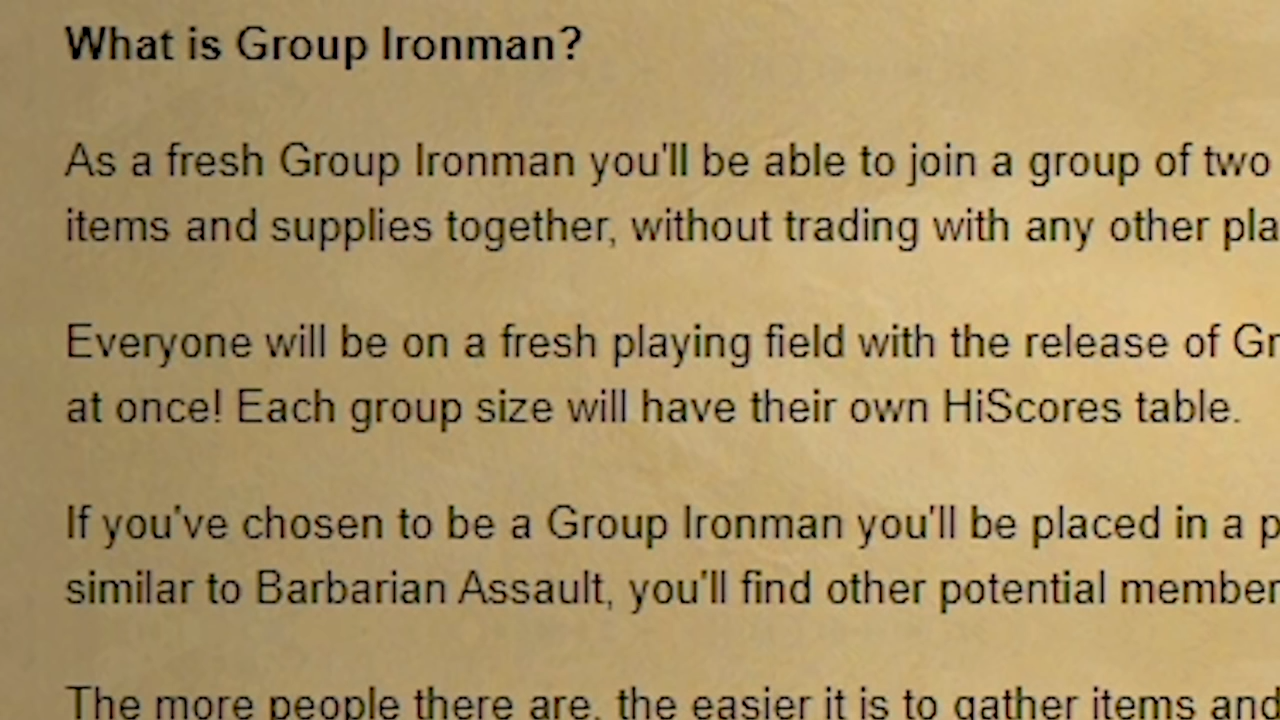 What is Group Ironman?
As a fresh Group Ironman you'll be able to join a group of two
items and supplies together, without trading with any other
Everyone will be on a fresh playing field with the release of
at once! Each group size will have their own HiScores table.
If you've chosen to be a Group Ironman you'll be placed in a
similar to Barbarian Assault, you'll find other potential member
The more people there are, the easier it is to gather items and